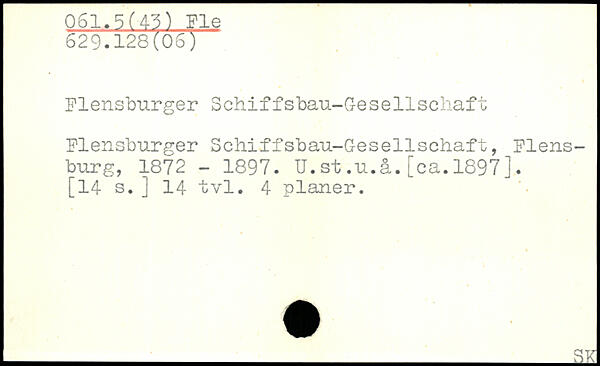 061.5(43) Fle
629.128(06)
Flensburger Schiffsbau-Gesellschaft
Flensburger Schiffsbau-Gesellschaft, Flens-
burg, 1872 - 1897. U.st.u.å.[ca.1897].
[14 s.] 14 tvl. 4 planer.
SK